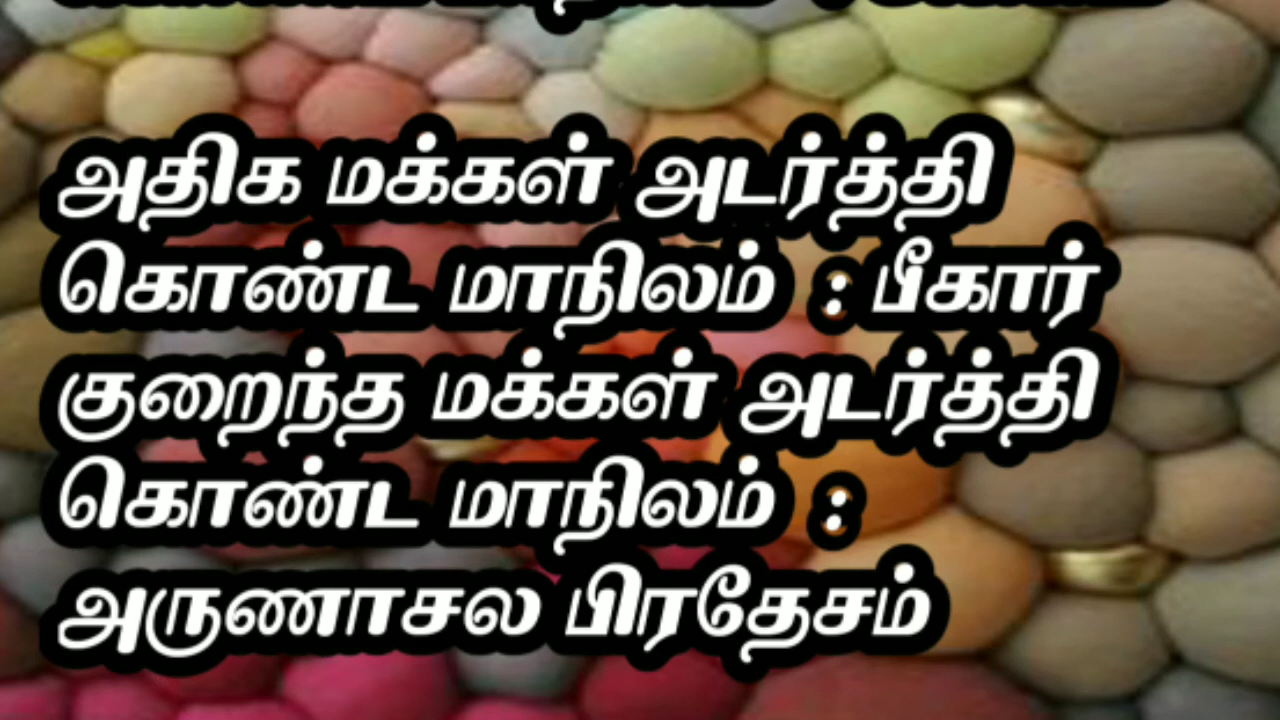 அதிக மக்கள் அடர்த்தி
கொண்ட மாநிலம் : பீகார்
குறைந்த மக்கள் அடர்த்தி
கொண்ட மாநிலம் :
அருணாசல பிரதேசம்